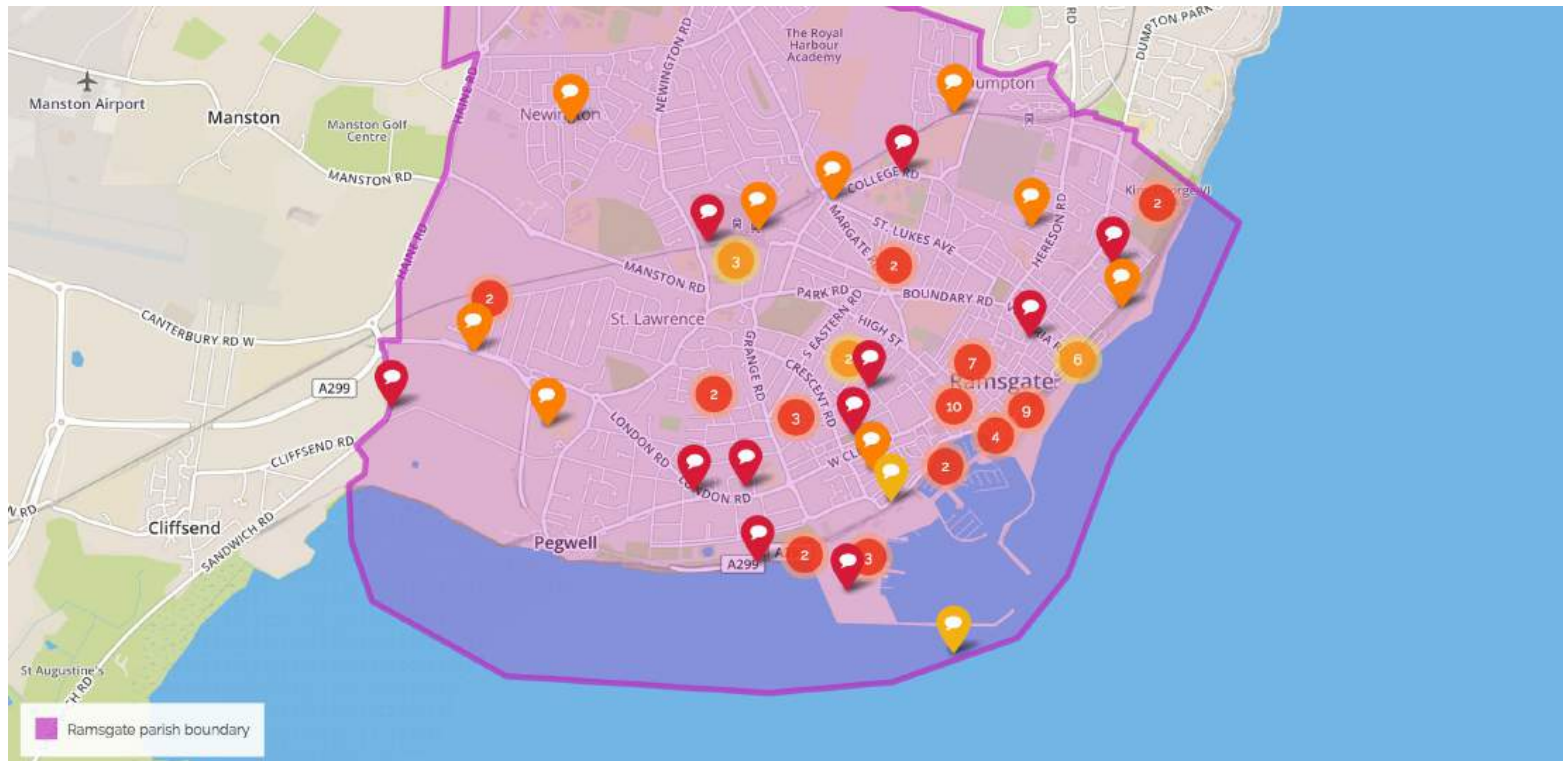 RD
DUMPTON PARK
The Royal
Harbour
Academy
NEWINGTON RD
HAINE RD
Manston Airport
Manston
Manston Golf
Centre
MANSTON RD
COLLEGE RD
ST. LUKES AVE
HERESON RD
2
3
2
HAINE RD
MANSTON RD
PARK RD
BOUNDARY RD
2
CANTERBURY RD W
St. Lawrence
S EASTERN RD
HIGH ST
GRANGE RD
CRESCENT RD
2
7
6
A299
Ramsgate
2
3
10
9
4
2
LONDON RD
LONDON RD
CLIFFSEND RD
Cliffsend
SANDWICH RD
Pegwell
A299
2
3
St Augustine's
Ramsgate parish boundary